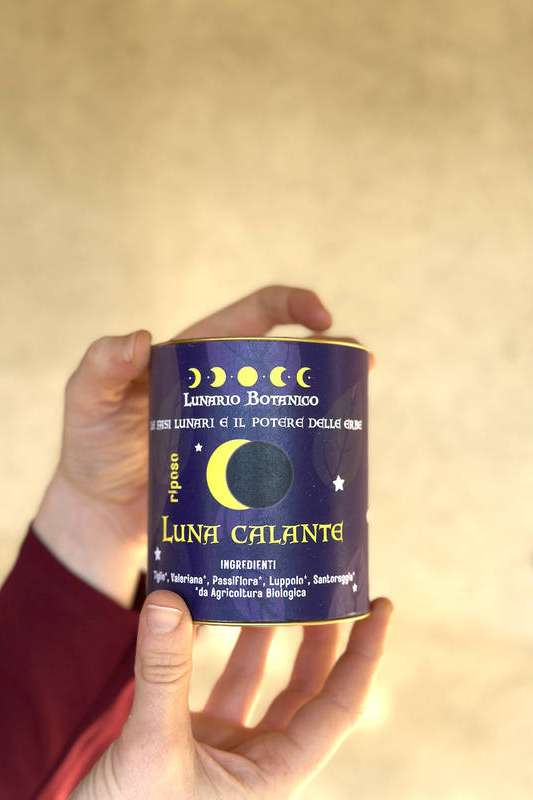 Lunario Botanico
Le fasi lunari e il potere delle erbe
riposo
Luna calante
INGREDIENTI
Tiglio*, Valeriana*, Passiflora*, Luppolo*, Santoreggia*
*da Agricoltura Biologica